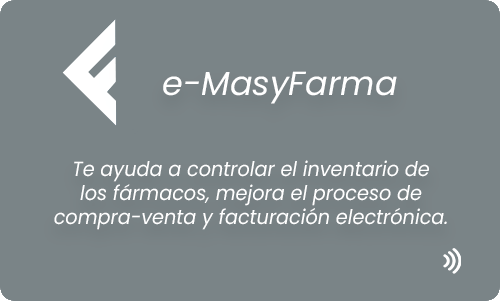 e-MasyFarma
Te ayuda a controlar el inventario de
los fármacos, mejora el proceso de
compra-venta y facturación electrónica.